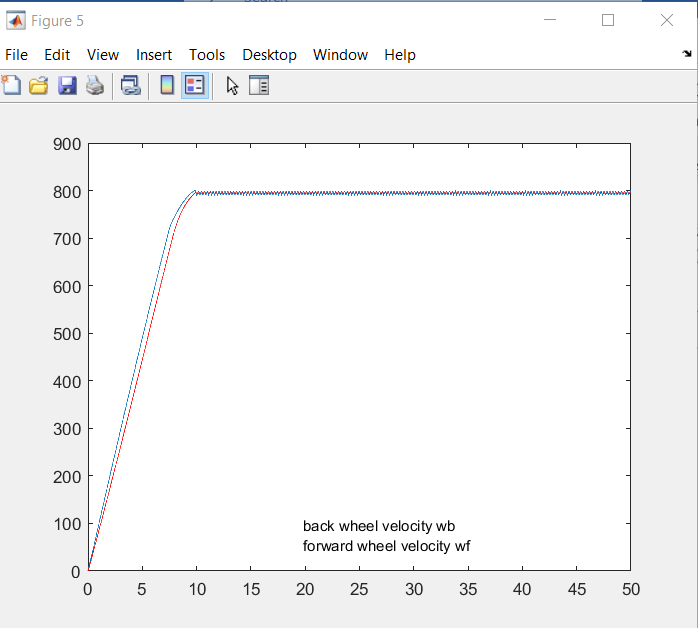 Figure 5
File Edit View Insert Tools Desktop Window Help
900
800
700
600
500
400
300
200
100
0
back wheel velocity wb
forward wheel velocity wf
0 5 10 15 20 25 30 35 40 45 50